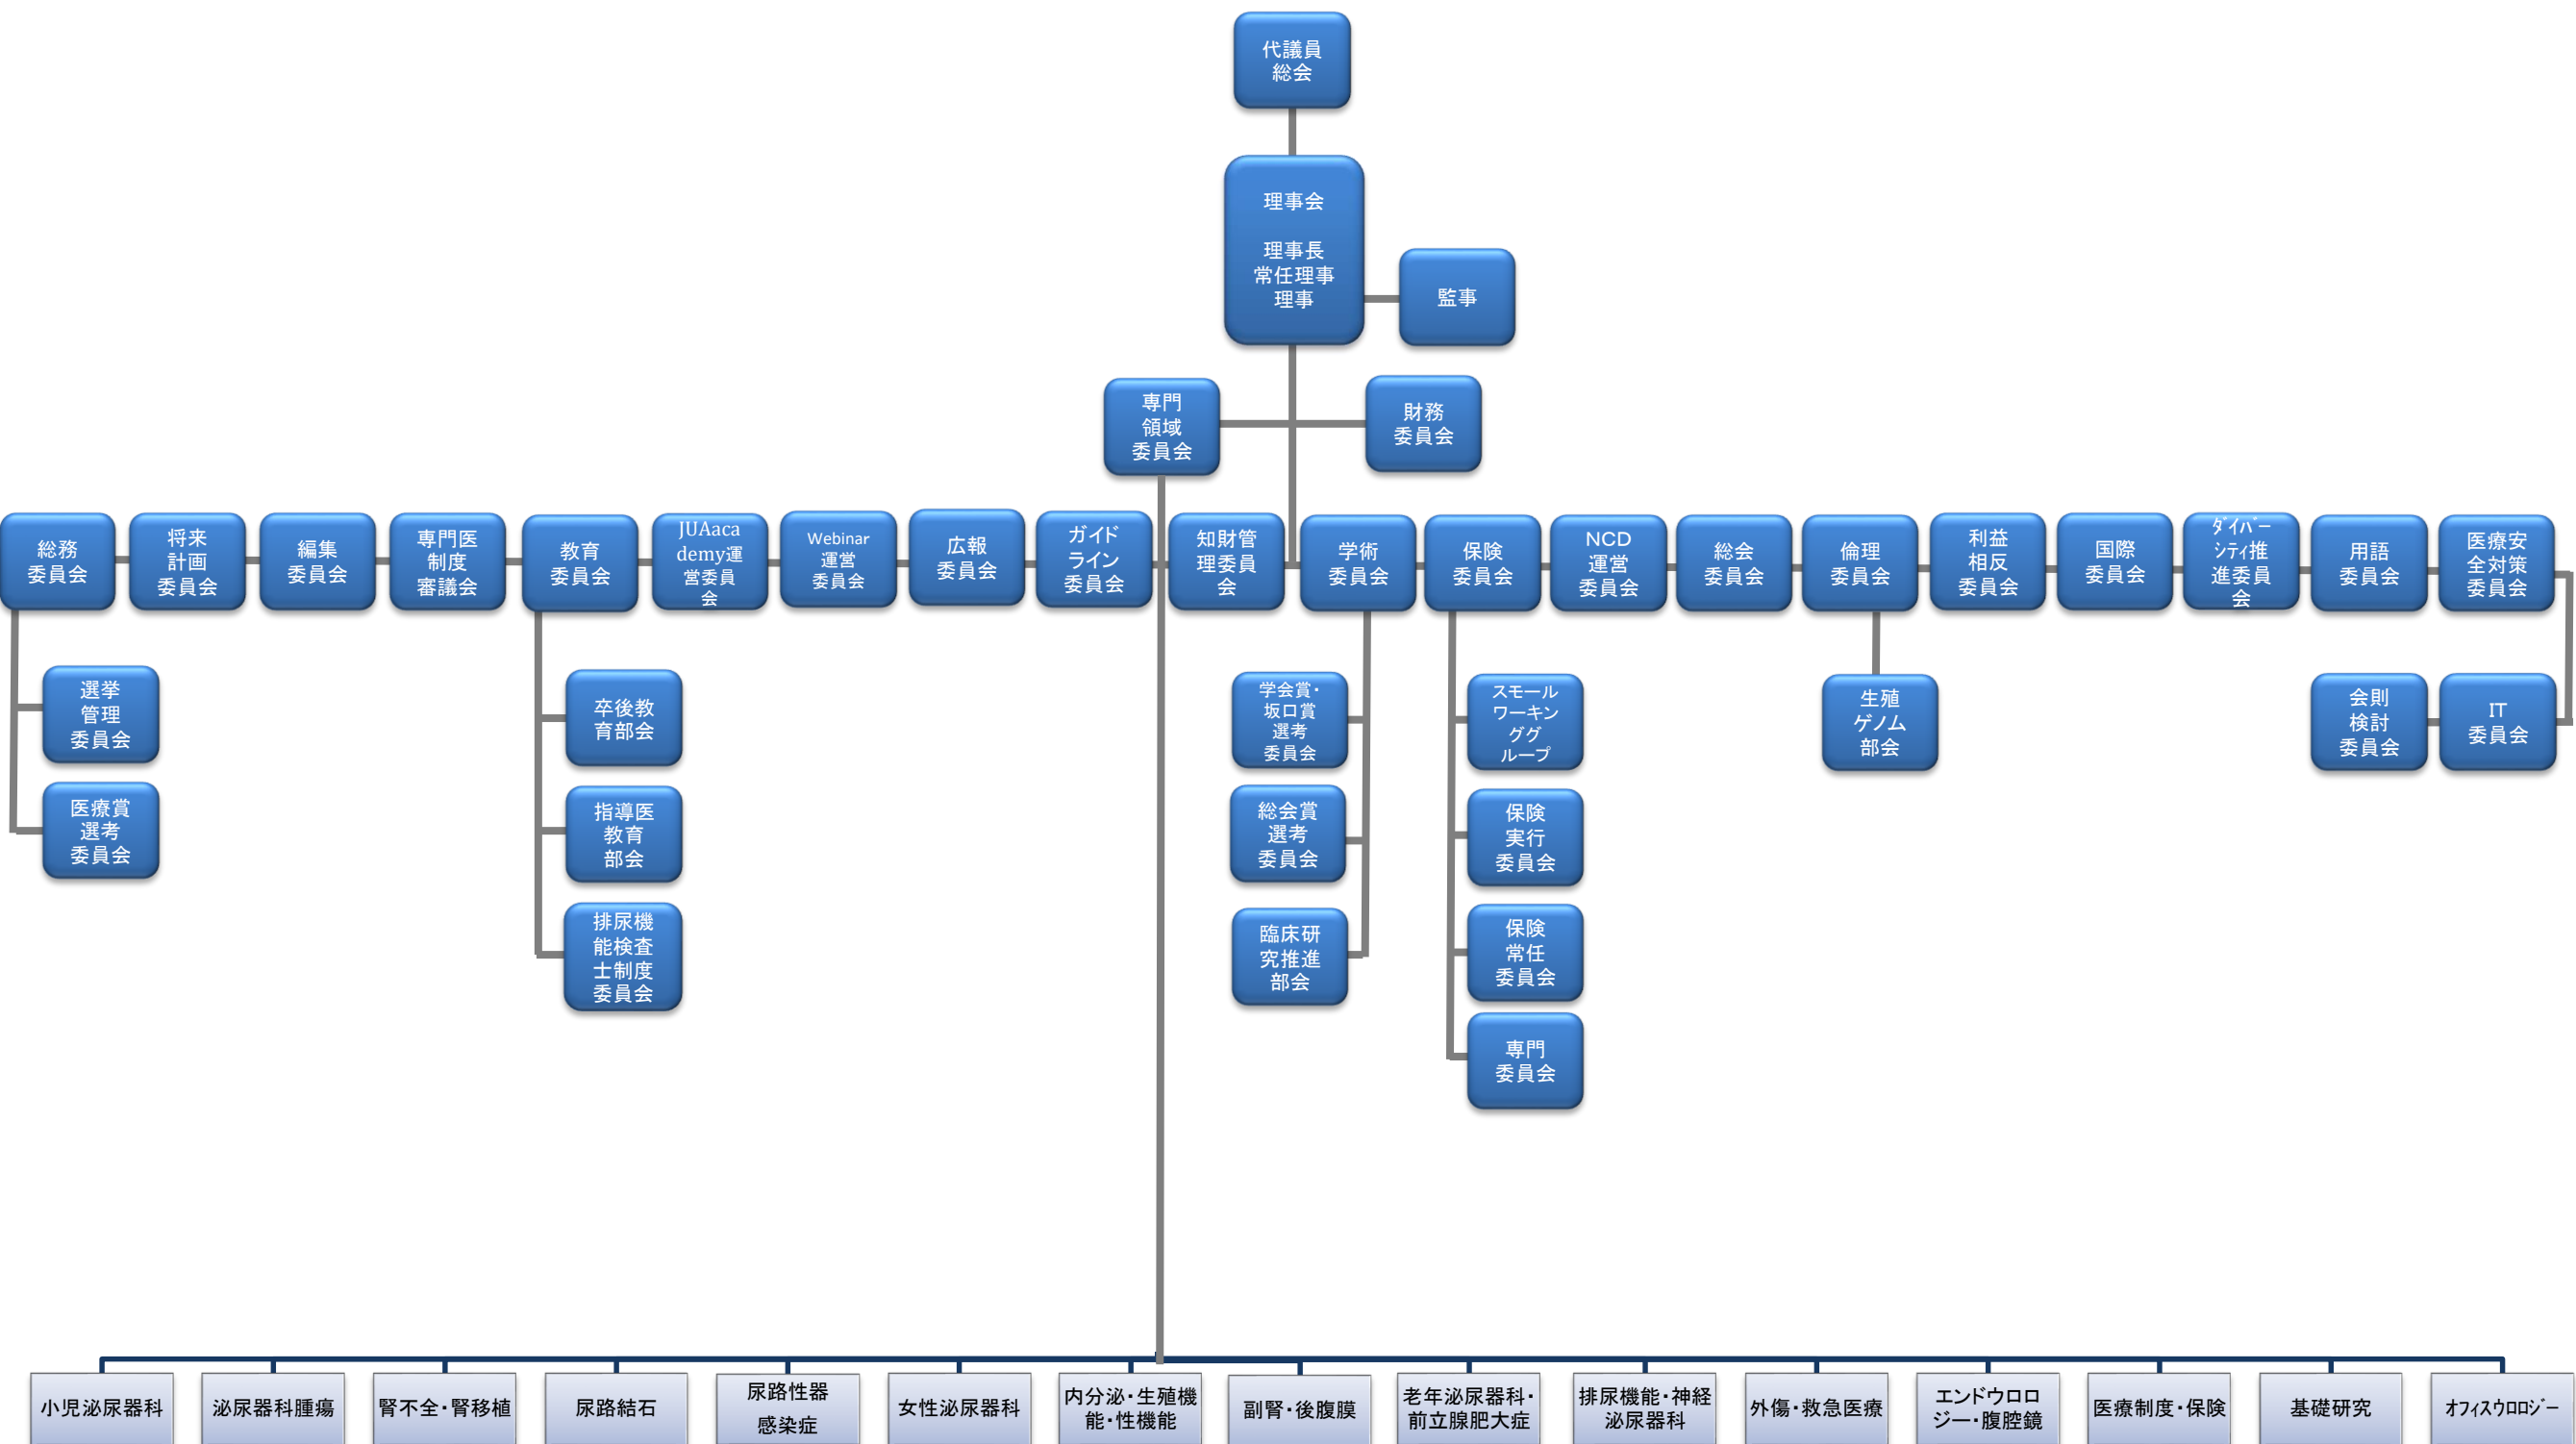 代議員
総会
理事会
理事長
常任理事
理事
監事
専門
領域
委員会
財務
委員会
総務
委員会
将来
計画
委員会
編集
委員会
専門医
制度
審議会
教育
委員会
JUAaca
demy運
営委員
会
Webinar
運営
委員会
広報
委員会
ガイド
ライン
委員会
知財管
理委員
会
学術
委員会
保険
委員会
NCD
運営
委員会
総会
委員会
倫理
委員会
利益
相反
委員会
国際
委員会
ﾀﾞｲﾊﾞｰ
ｼﾃｨ推
進委員
会
用語
委員会
医療安
全対策
委員会
選挙
管理
委員会
医療賞
選考
委員会
卒後教
育部会
指導医
教育
部会
排尿機
能検査
士制度
委員会
学会賞・
坂口賞
選考
委員会
総会賞
選考
委員会
臨床研
究推進
部会
スモール
ワーキン
ググ
ループ
保険
実行
委員会
保険
常任
委員会
専門
委員会
生殖
ゲノム
部会
会則
検討
委員会
IT
委員会
小児泌尿器科
泌尿器科腫瘍
腎不全・腎移植
尿路結石
尿路性器
感染症
女性泌尿器科
内分泌・生殖機
能・性機能
副腎・後腹膜
老年泌尿器科・
前立腺肥大症
排尿機能・神経
泌尿器科
外傷・救急医療
エンドウロロ
ジー・腹腔鏡
医療制度・保険
基礎研究
ｵﾌｨｽｳﾛﾛｼﾞｰ